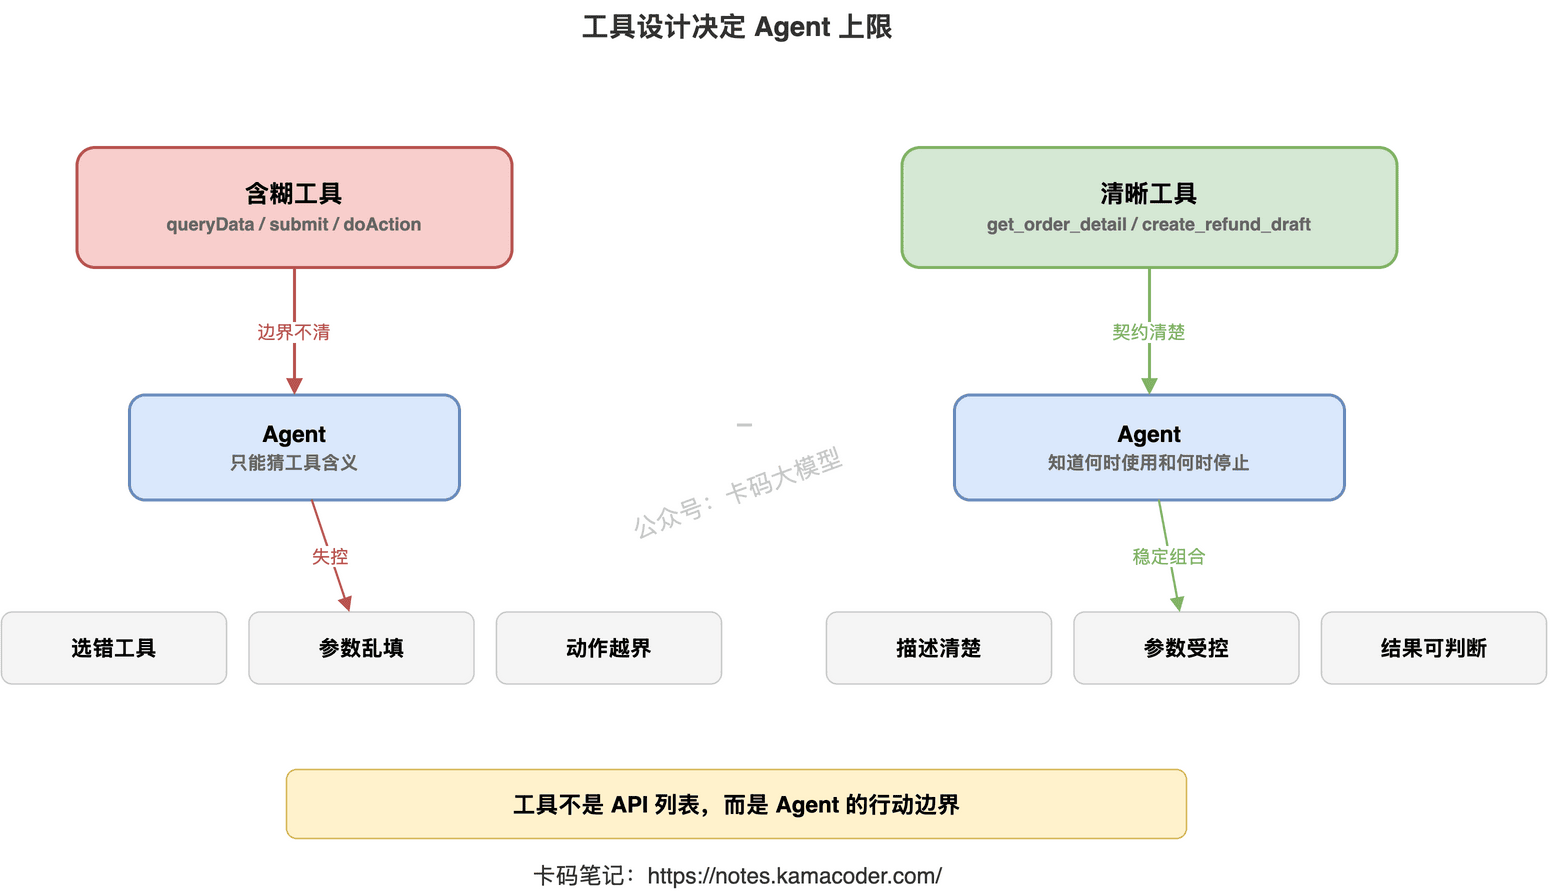 工具设计决定 Agent 上限
含糊工具
queryData / submit / doAction
清晰工具
get_order_detail / create_refund_draft
边界不清
契约清楚
Agent
只能猜工具含义
Agent
知道何时使用和何时停止
公众号：卡码大模型
失控
稳定组合
选错工具
参数乱填
动作越界
描述清楚
参数受控
结果可判断
工具不是 API 列表，而是 Agent 的行动边界
卡码笔记：https://notes.kamacoder.com/